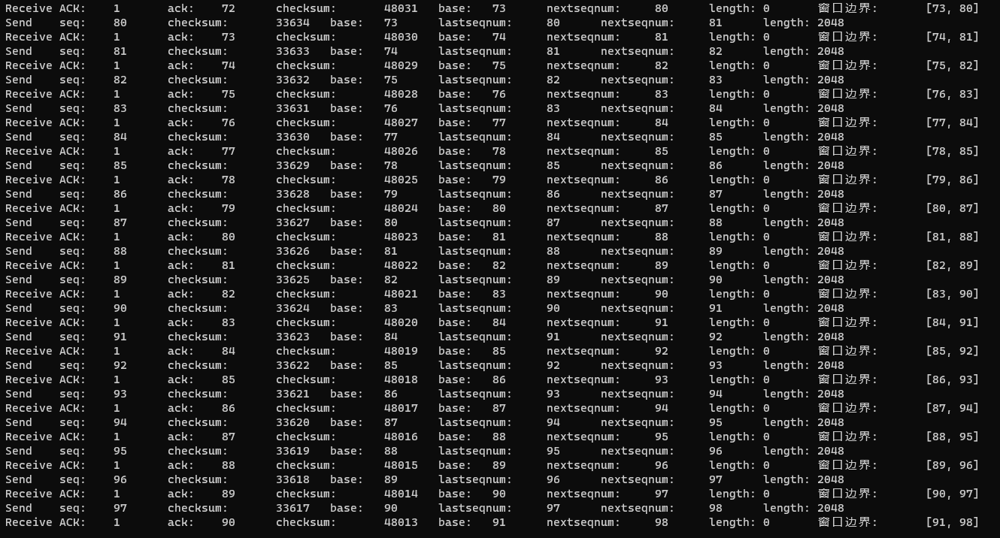 Receive ACK: 1 ack: 72 checksum: 48031 base: 73 nextseqnum: 80 length: 0 窗口边界: [73, 80]
Send seq: 80 checksum: 33634 base: 73 lastseqnum: 80 nextseqnum: 81 length: 2048
Receive ACK: 1 ack: 73 checksum: 48030 base: 74 nextseqnum: 81 length: 0 窗口边界: [74, 81]
Send seq: 81 checksum: 33633 base: 74 lastseqnum: 81 nextseqnum: 82 length: 2048
Receive ACK: 1 ack: 74 checksum: 48029 base: 75 nextseqnum: 82 length: 0 窗口边界: [75, 82]
Send seq: 82 checksum: 33632 base: 75 lastseqnum: 82 nextseqnum: 83 length: 2048
Receive ACK: 1 ack: 75 checksum: 48028 base: 76 nextseqnum: 83 length: 0 窗口边界: [76, 83]
Send seq: 83 checksum: 33631 base: 76 lastseqnum: 83 nextseqnum: 84 length: 2048
Receive ACK: 1 ack: 76 checksum: 48027 base: 77 nextseqnum: 84 length: 0 窗口边界: [77, 84]
Send seq: 84 checksum: 33630 base: 77 lastseqnum: 84 nextseqnum: 85 length: 2048
Receive ACK: 1 ack: 77 checksum: 48026 base: 78 nextseqnum: 85 length: 0 窗口边界: [78, 85]
Send seq: 85 checksum: 33629 base: 78 lastseqnum: 85 nextseqnum: 86 length: 2048
Receive ACK: 1 ack: 78 checksum: 48025 base: 79 nextseqnum: 86 length: 0 窗口边界: [79, 86]
Send seq: 86 checksum: 33628 base: 79 lastseqnum: 86 nextseqnum: 87 length: 2048
Receive ACK: 1 ack: 79 checksum: 48024 base: 80 nextseqnum: 87 length: 0 窗口边界: [80, 87]
Send seq: 87 checksum: 33627 base: 80 lastseqnum: 87 nextseqnum: 88 length: 2048
Receive ACK: 1 ack: 80 checksum: 48023 base: 81 nextseqnum: 88 length: 0 窗口边界: [81, 88]
Send seq: 88 checksum: 33626 base: 81 lastseqnum: 88 nextseqnum: 89 length: 2048
Receive ACK: 1 ack: 81 checksum: 48022 base: 82 nextseqnum: 89 length: 0 窗口边界: [82, 89]
Send seq: 89 checksum: 33625 base: 82 lastseqnum: 89 nextseqnum: 90 length: 2048
Receive ACK: 1 ack: 82 checksum: 48021 base: 83 nextseqnum: 90 length: 0 窗口边界: [83, 90]
Send seq: 90 checksum: 33624 base: 83 lastseqnum: 90 nextseqnum: 91 length: 2048
Receive ACK: 1 ack: 83 checksum: 48020 base: 84 nextseqnum: 91 length: 0 窗口边界: [84, 91]
Send seq: 91 checksum: 33623 base: 84 lastseqnum: 91 nextseqnum: 92 length: 2048
Receive ACK: 1 ack: 84 checksum: 48019 base: 85 nextseqnum: 92 length: 0 窗口边界: [85, 92]
Send seq: 92 checksum: 33622 base: 85 lastseqnum: 92 nextseqnum: 93 length: 2048
Receive ACK: 1 ack: 85 checksum: 48018 base: 86 nextseqnum: 93 length: 0 窗口边界: [86, 93]
Send seq: 93 checksum: 33621 base: 86 lastseqnum: 93 nextseqnum: 94 length: 2048
Receive ACK: 1 ack: 86 checksum: 48017 base: 87 nextseqnum: 94 length: 0 窗口边界: [87, 94]
Send seq: 94 checksum: 33620 base: 87 lastseqnum: 94 nextseqnum: 95 length: 2048
Receive ACK: 1 ack: 87 checksum: 48016 base: 88 nextseqnum: 95 length: 0 窗口边界: [88, 95]
Send seq: 95 checksum: 33619 base: 88 lastseqnum: 95 nextseqnum: 96 length: 2048
Receive ACK: 1 ack: 88 checksum: 48015 base: 89 nextseqnum: 96 length: 0 窗口边界: [89, 96]
Send seq: 96 checksum: 33618 base: 89 lastseqnum: 96 nextseqnum: 97 length: 2048
Receive ACK: 1 ack: 89 checksum: 48014 base: 90 nextseqnum: 97 length: 0 窗口边界: [90, 97]
Send seq: 97 checksum: 33617 base: 90 lastseqnum: 97 nextseqnum: 98 length: 2048
Receive ACK: 1 ack: 90 checksum: 48013 base: 91 nextseqnum: 98 length: 0 窗口边界: [91, 98]